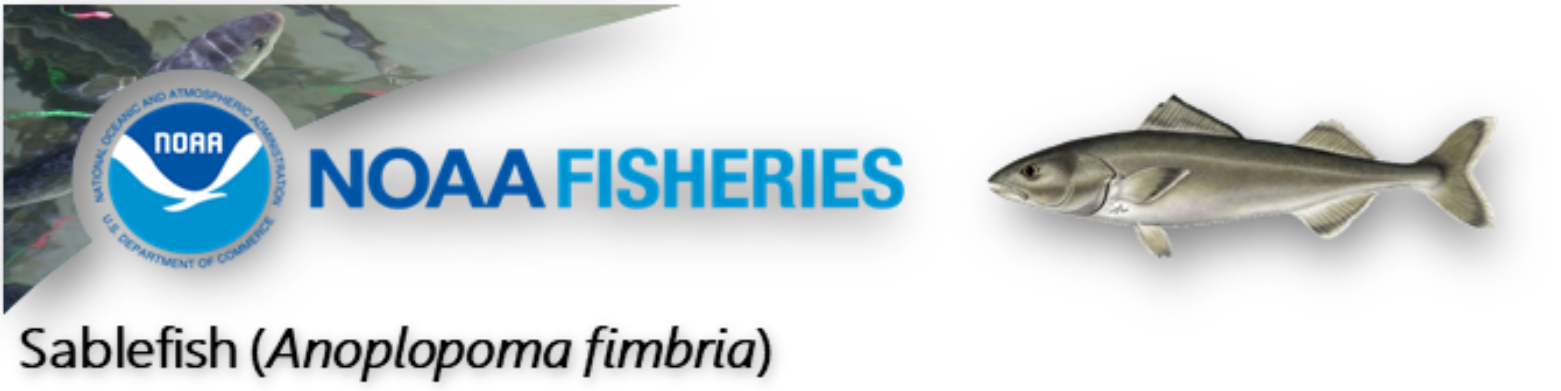 NATIONAL OCEANIC AND ATMOSPHERIC ADMINISTRATION
NOAA
U.S. DEPARTMENT OF COMMERCE
NOAA FISHERIES
Sablefish (Anoplopoma fimbria)